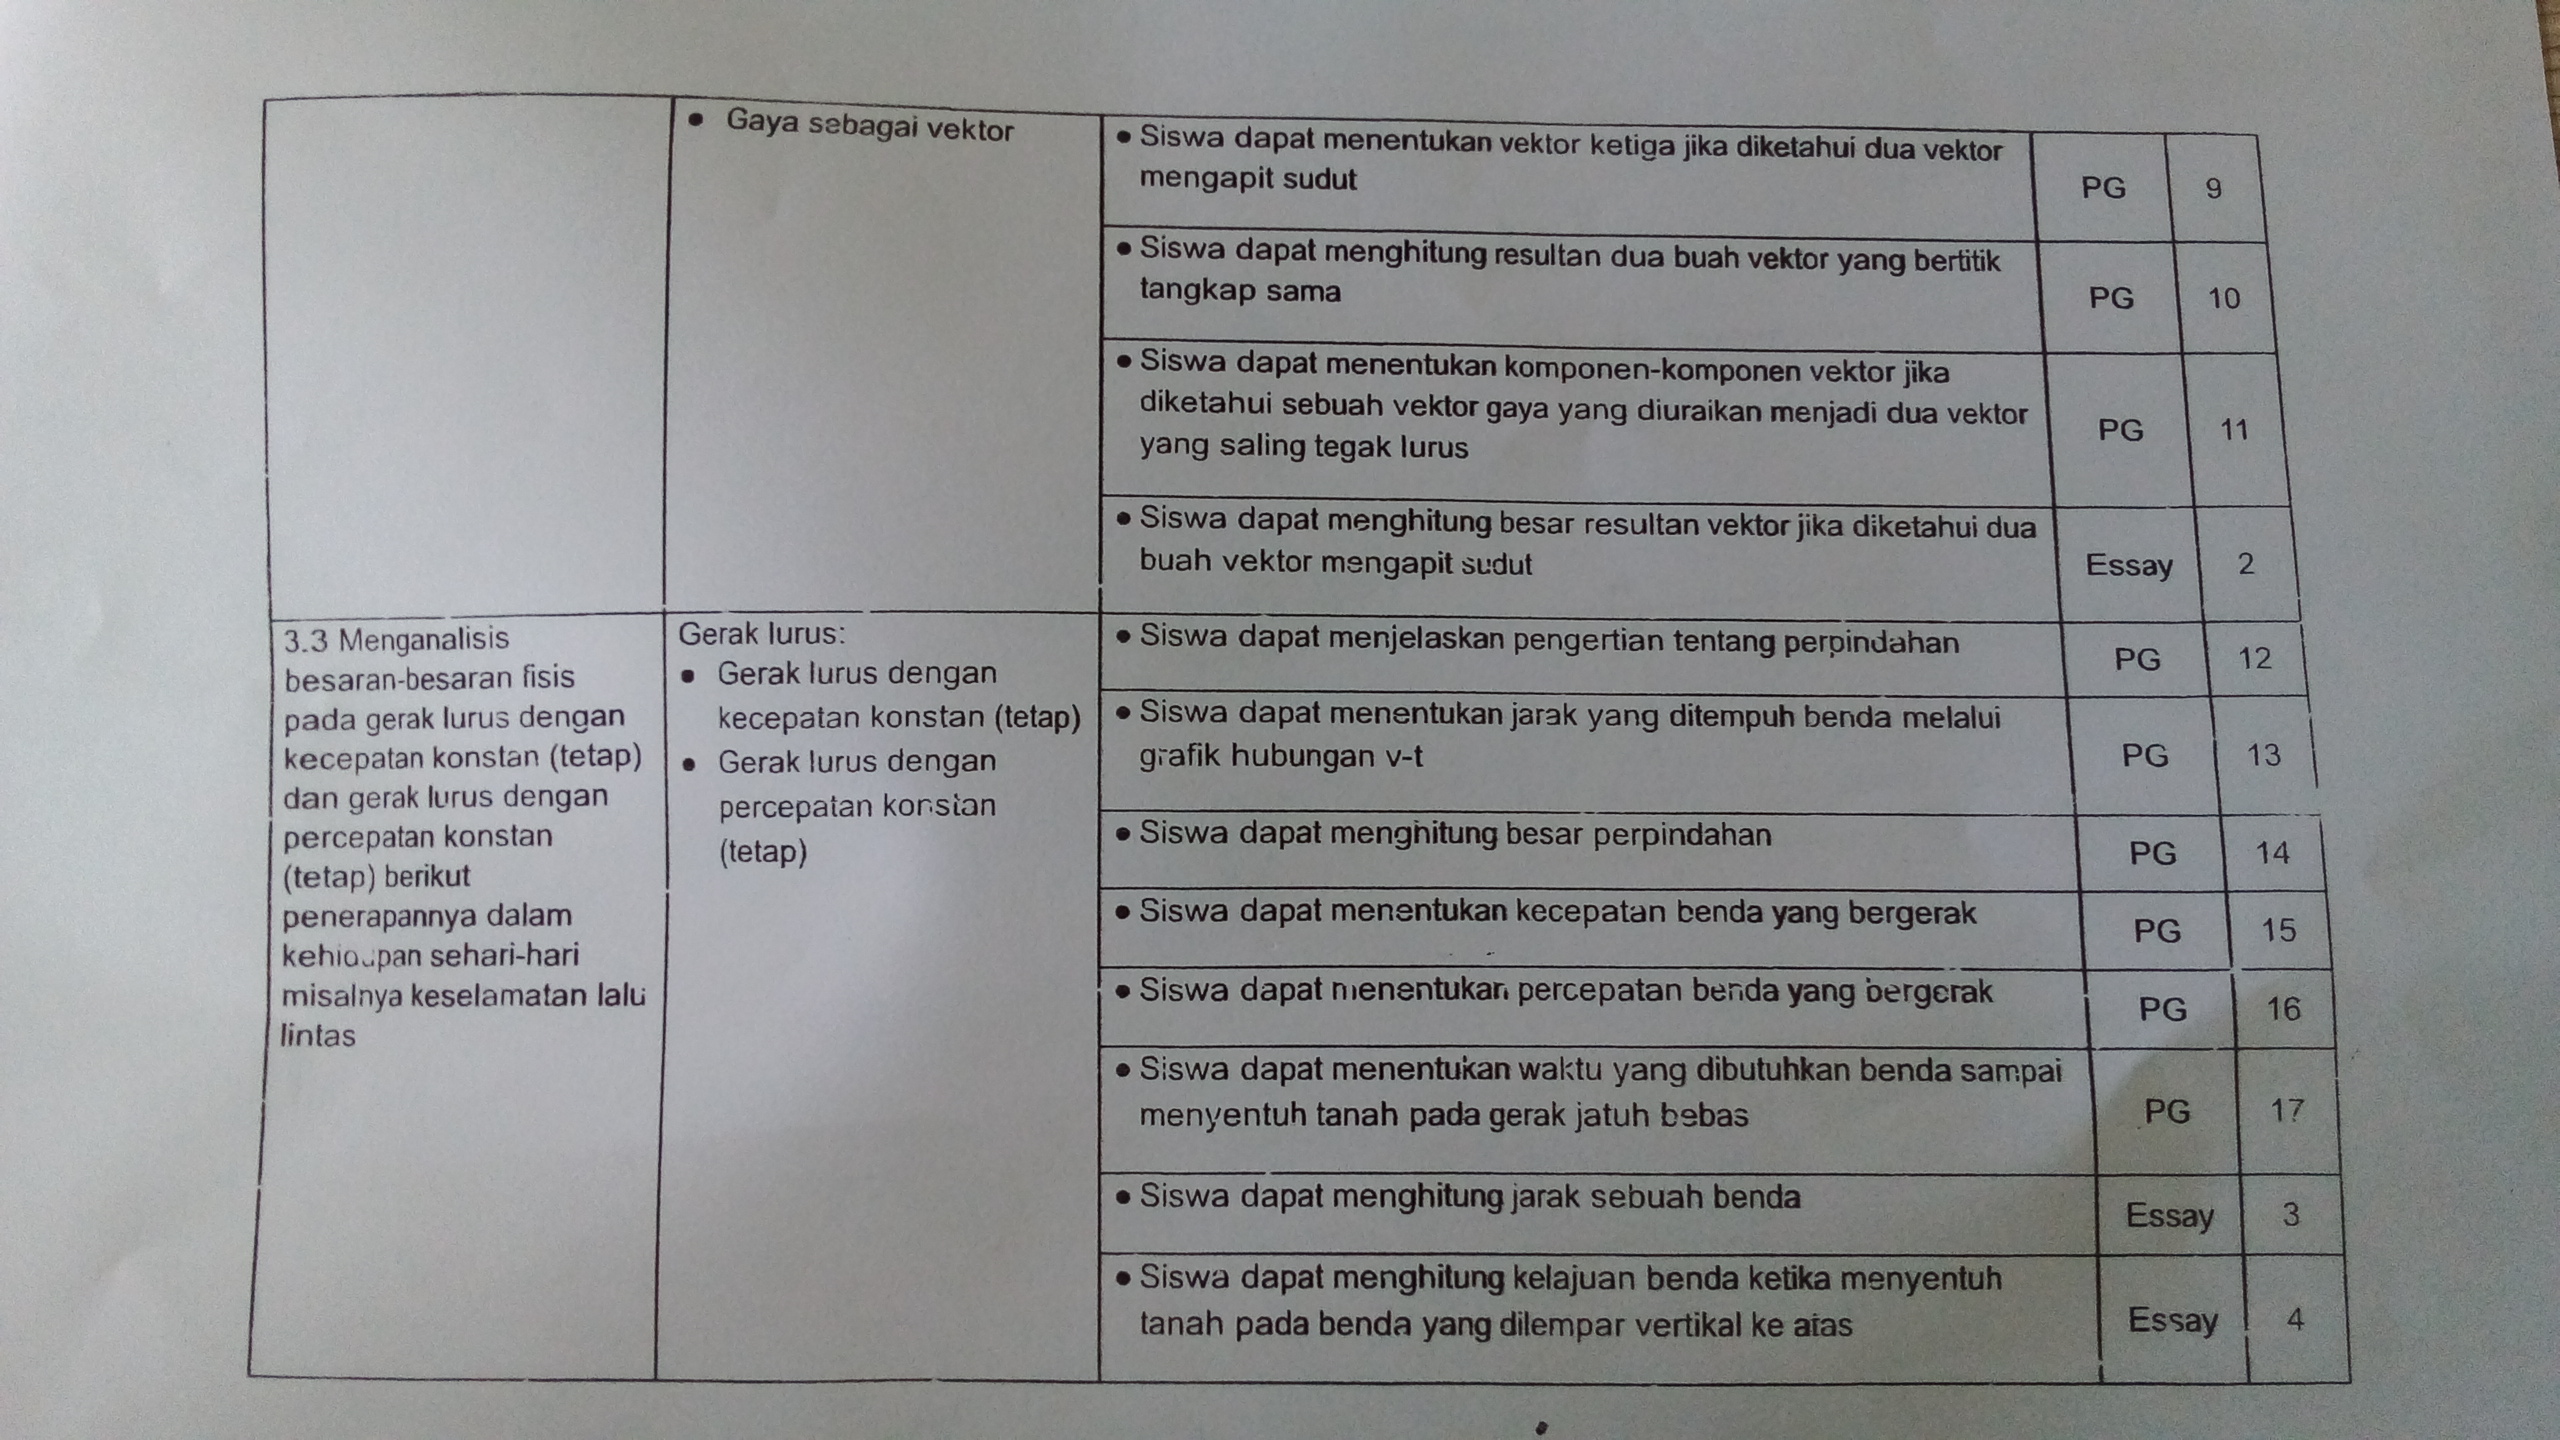 • Gaya sebagai vektor
• Siswa dapat menentukan vektor ketiga jika diketahui dua vektor
mengapit sudut
PG
9
• Siswa dapat menghitung resultan dua buah vektor yang bertitik
tangkap sama
PG
10
• Siswa dapat menentukan komponen-komponen vektor jika
diketahui sebuah vektor gaya yang diuraikan menjadi dua vektor
yang saling tegak lurus
PG
11
• Siswa dapat menghitung besar resultan vektor jika diketahui dua
buah vektor mengapit sudut
Essay
2
3.3 Menganalisis
besaran-besaran fisis
pada gerak lurus dengan
kecepatan konstan (tetap)
dan gerak lurus dengan
percepatan konstan
(tetap) berikut
penerapannya dalam
kehidupan sehari-hari
misalnya keselamatan lalu
lintas
Gerak lurus:
• Gerak lurus dengan
kecepatan konstan (tetap)
• Gerak lurus dengan
percepatan konstan
(tetap)
• Siswa dapat menjelaskan pengertian tentang perpindahan
PG
12
• Siswa dapat menentukan jarak yang ditempuh benda melalui
grafik hubungan v-t
PG
13
• Siswa dapat menghitung besar perpindahan
PG
14
• Siswa dapat menentukan kecepatan benda yang bergerak
PG
15
• Siswa dapat menentukan percepatan benda yang bergerak
PG
16
• Siswa dapat menentukan waktu yang dibutuhkan benda sampai
menyentuh tanah pada gerak jatuh bebas
PG
17
• Siswa dapat menghitung jarak sebuah benda
Essay
3
• Siswa dapat menghitung kelajuan benda ketika menyentuh
tanah pada benda yang dilempar vertikal ke atas
Essay
4